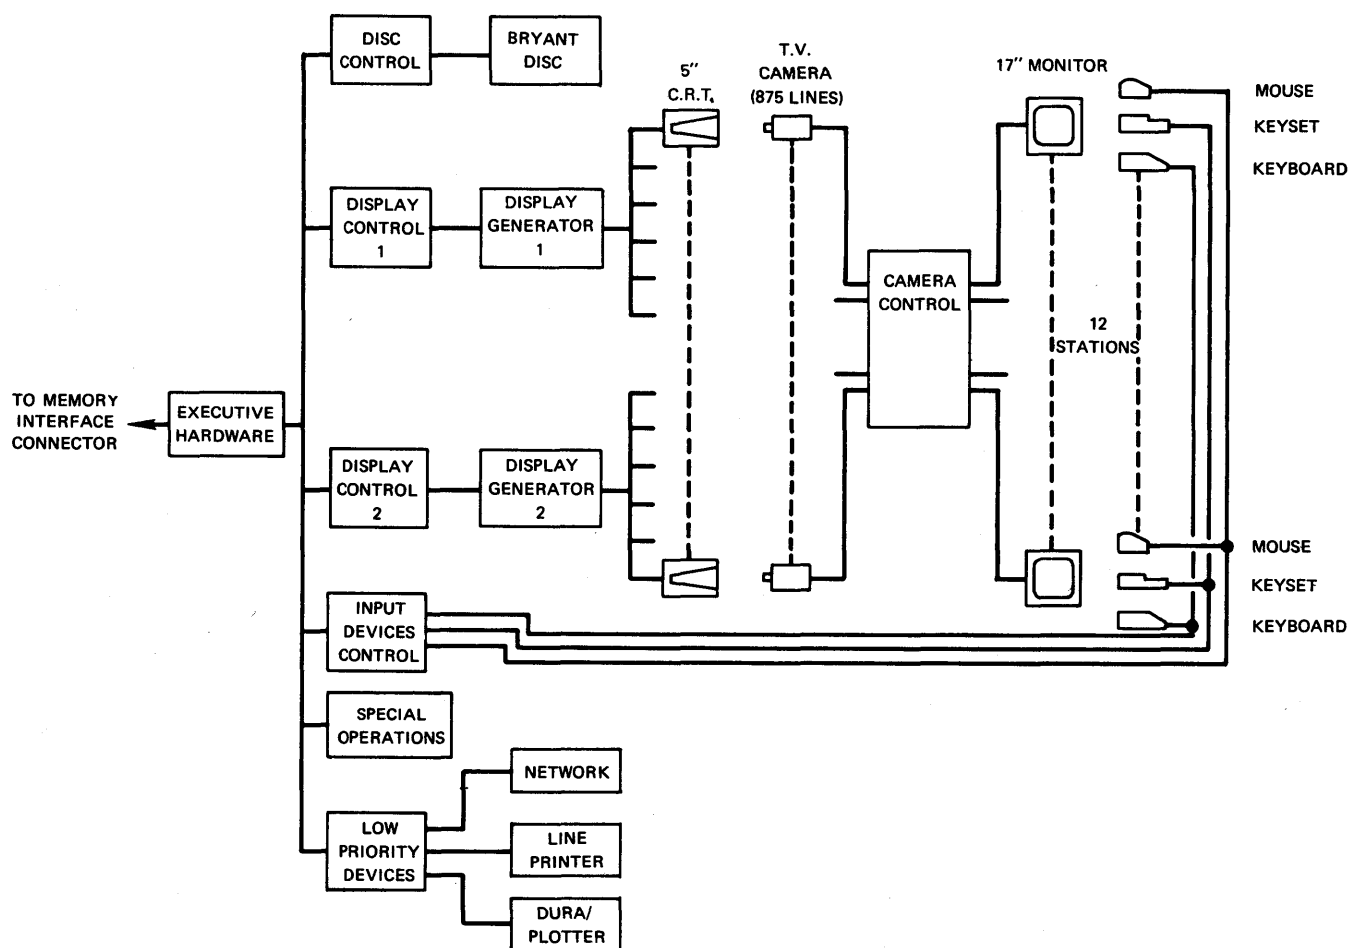 DISC
CONTROL
BRYANT
DISC
5"
C.R.T.
T.V.
CAMERA
(875 LINES)
17" MONITOR
MOUSE
KEYSET
KEYBOARD
DISPLAY
CONTROL
1
DISPLAY
GENERATOR
1
CAMERA
CONTROL
12
STATIONS
TO MEMORY
INTERFACE
CONNECTOR
EXECUTIVE
HARDWARE
DISPLAY
CONTROL
2
DISPLAY
GENERATOR
2
MOUSE
KEYSET
KEYBOARD
INPUT
DEVICES
CONTROL
SPECIAL
OPERATIONS
LOW
PRIORITY
DEVICES
NETWORK
LINE
PRINTER
DURA/
PLOTTER